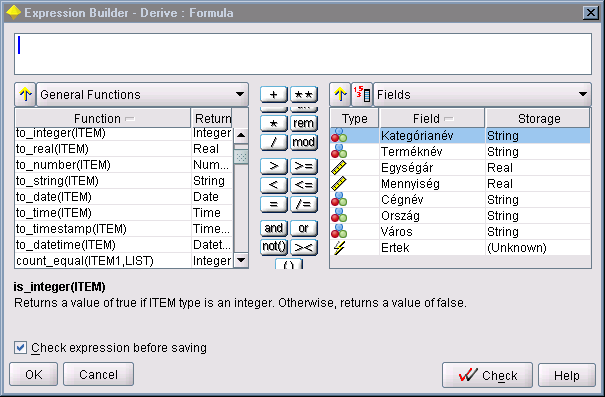 Expression Builder - Derive : Formula
General Functions
Fields
Function Return
to_integer(ITEM) Integer
to_real(ITEM) Real
to_number(ITEM) Num...
to_string(ITEM) String
to_date(ITEM) Date
to_time(ITEM) Time
to_timestamp(ITEM) Time...
to_datetime(ITEM) Datet...
count_equal(ITEM1,LIST) Integer
+ **
* rem
/ mod
> >=
< <=
= /=
and or
not() ><
( )
Type Field Storage
Kategórianév String
Terméknév String
Egységár Real
Mennyiség Real
Cégnév String
Ország String
Város String
Ertek (Unknown)
is_integer(ITEM)
Returns a value of true if ITEM type is an integer. Otherwise, returns a value of false.
Check expression before saving
OK Cancel Check Help